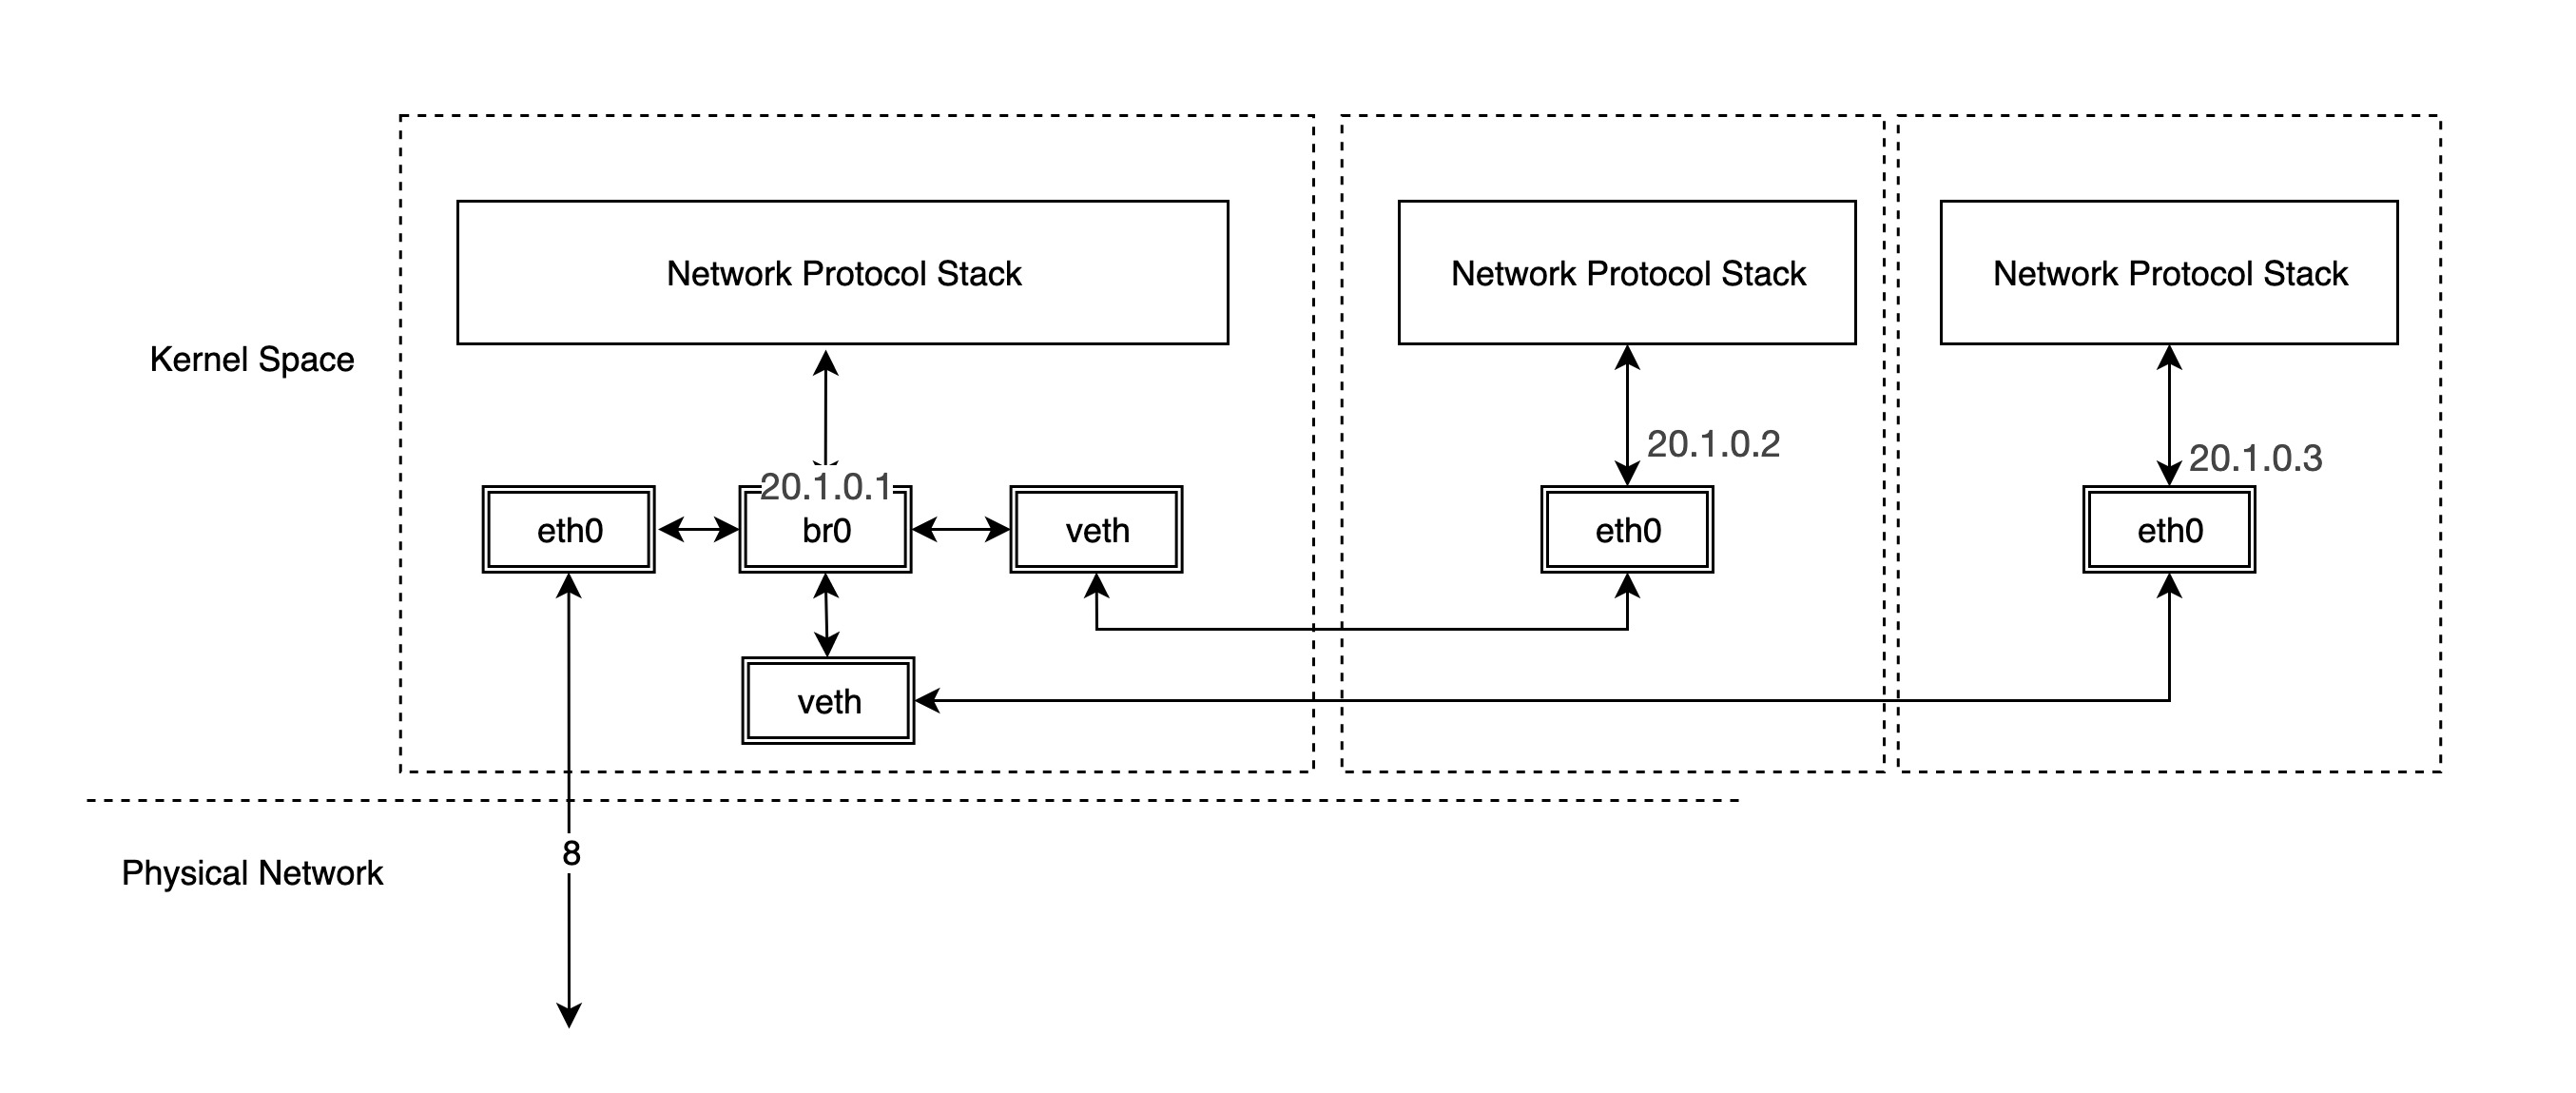 Network Protocol Stack
Network Protocol Stack
Network Protocol Stack
Kernel Space
20.1.0.2
20.1.0.3
20.1.0.1
eth0
br0
veth
eth0
eth0
veth
8
Physical Network